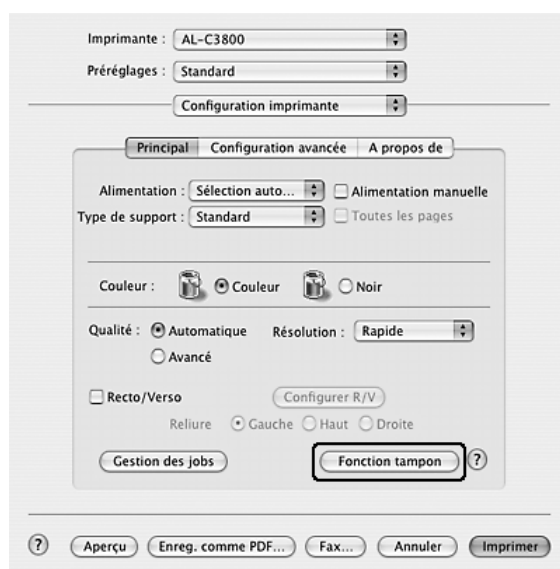 Imprimante : AL-C3800
Préréglages : Standard
Configuration imprimante
Principal Configuration avancée A propos de
Alimentation : Sélection auto... Alimentation manuelle
Type de support : Standard Toutes les pages
Couleur : Couleur Noir
Qualité : Automatique Résolution : Rapide
Avancé
Recto/Verso Configurer R/V
Reliure Gauche Haut Droite
Gestion des jobs Fonction tampon ?
? Aperçu Enreg. comme PDF... Fax... Annuler Imprimer